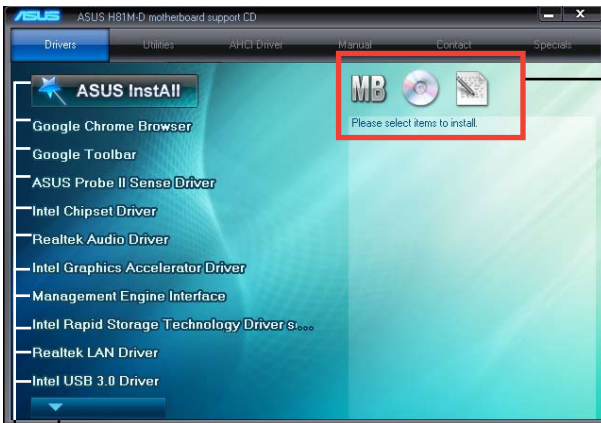 ASUS ASUS H81M-D motherboard support CD
Drivers Utilities AHCI Driver Manual Contact Specials
ASUS InstAll
MB
Please select items to install.
Google Chrome Browser
Google Toolbar
ASUS Probe II Sense Driver
Intel Chipset Driver
Realtek Audio Driver
Intel Graphics Accelerator Driver
Management Engine Interface
Intel Rapid Storage Technology Driver s...
Realtek LAN Driver
Intel USB 3.0 Driver